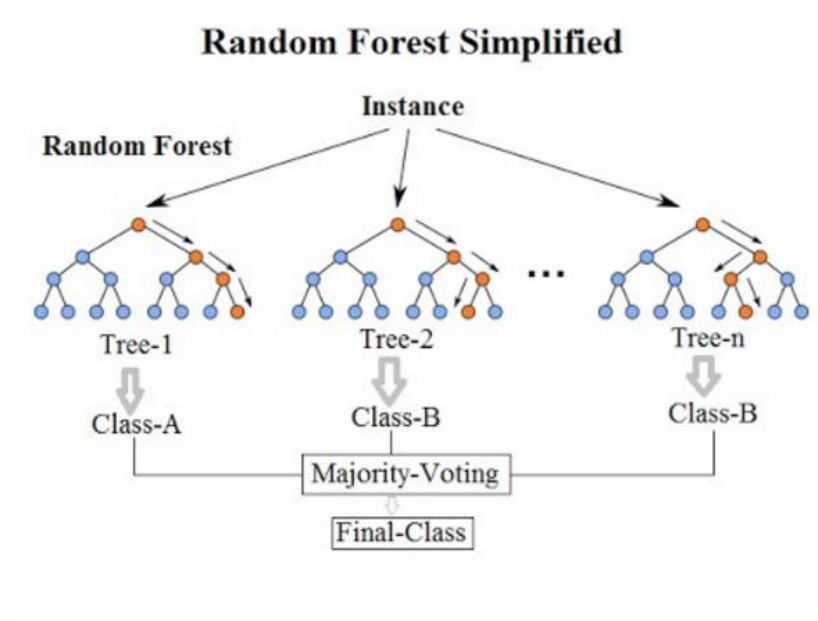 Random Forest Simplified
Instance
Random Forest
...
Tree-1
Tree-2
Tree-n
Class-A
Class-B
Class-B
Majority-Voting
Final-Class